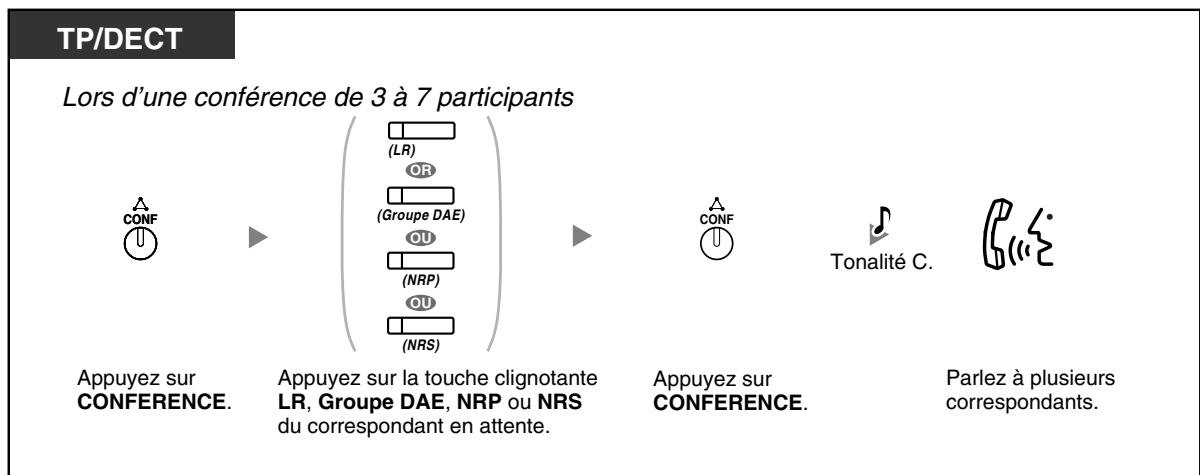 TP/DECT
Lors d'une conférence de 3 à 7 participants
CONF
(LR)
OR
(Groupe DAE)
OU
(NRP)
OU
(NRS)
CONF
Tonalité C.
Appuyez sur
CONFERENCE.
Appuyez sur la touche clignotante
LR, Groupe DAE, NRP ou NRS
du correspondant en attente.
Appuyez sur
CONFERENCE.
Parlez à plusieurs
correspondants.